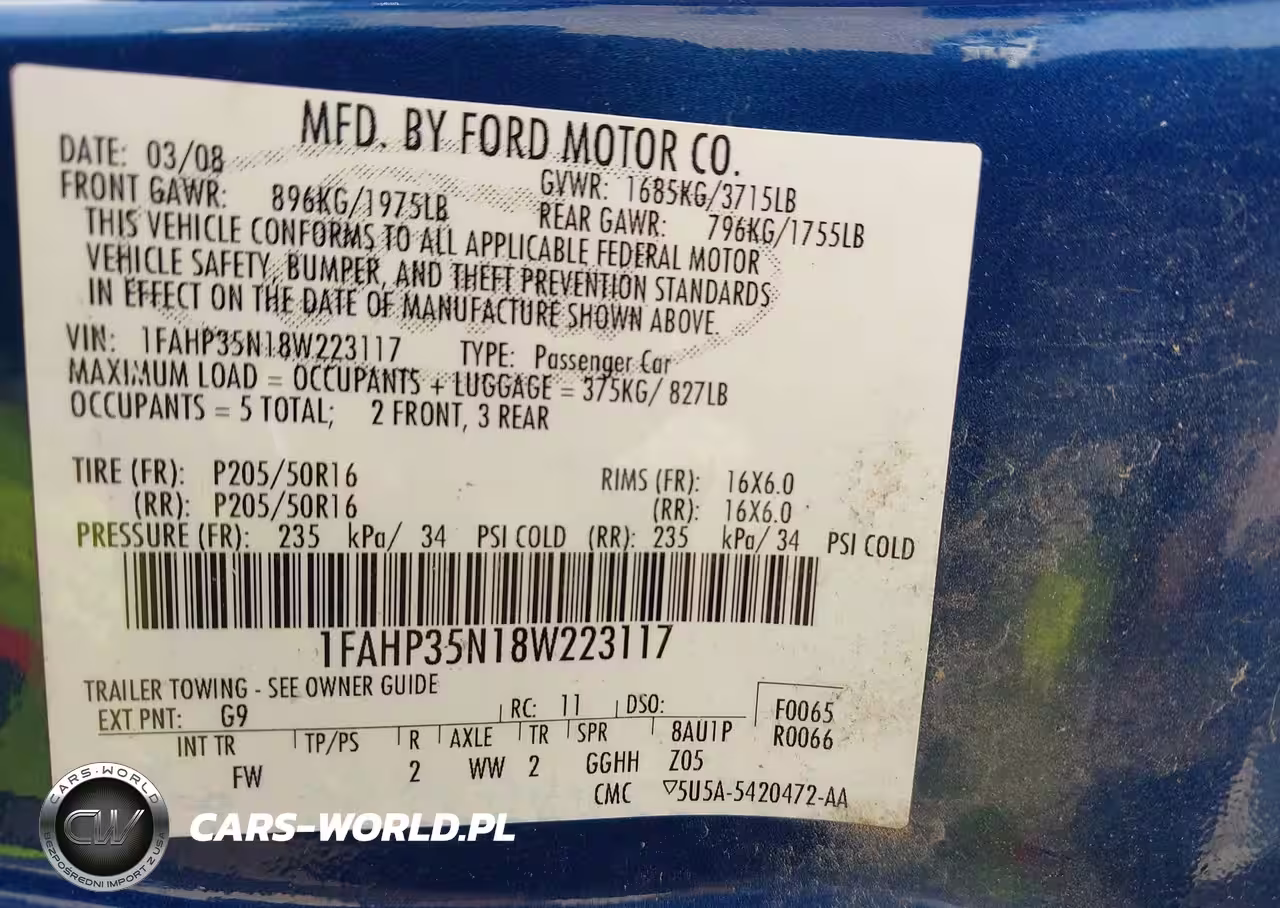 MFD. BY FORD MOTOR CO.
DATE: 03/08 GVWR: 1685KG/3715LB
FRONT GAWR: 896KG/1975LB REAR GAWR: 796KG/1755LB
THIS VEHICLE CONFORMS TO ALL APPLICABLE FEDERAL MOTOR
VEHICLE SAFETY, BUMPER, AND THEFT PREVENTION STANDARDS
IN EFFECT ON THE DATE OF MANUFACTURE SHOWN ABOVE.
VIN: 1FAHP35N18W223117 TYPE: Passenger Car
MAXIMUM LOAD = OCCUPANTS + LUGGAGE = 375KG/ 827LB
OCCUPANTS = 5 TOTAL; 2 FRONT, 3 REAR
TIRE (FR): P205/50R16 RIMS (FR): 16X6.0
(RR): P205/50R16 (RR): 16X6.0
PRESSURE (FR): 235 kPa/ 34 PSI COLD (RR): 235 kPa/ 34 PSI COLD
1FAHP35N18W223117
TRAILER TOWING - SEE OWNER GUIDE
EXT PNT: G9 RC: 11 DSO: F0065
INT TR TP/PS R AXLE TR SPR 8AU1P R0066
FW 2 WW 2 GGHH Z05
CMC ▽5U5A-5420472-AA
CARS-WORLD
CW
BEZPOŚREDNI IMPORT Z USA
CARS-WORLD.PL